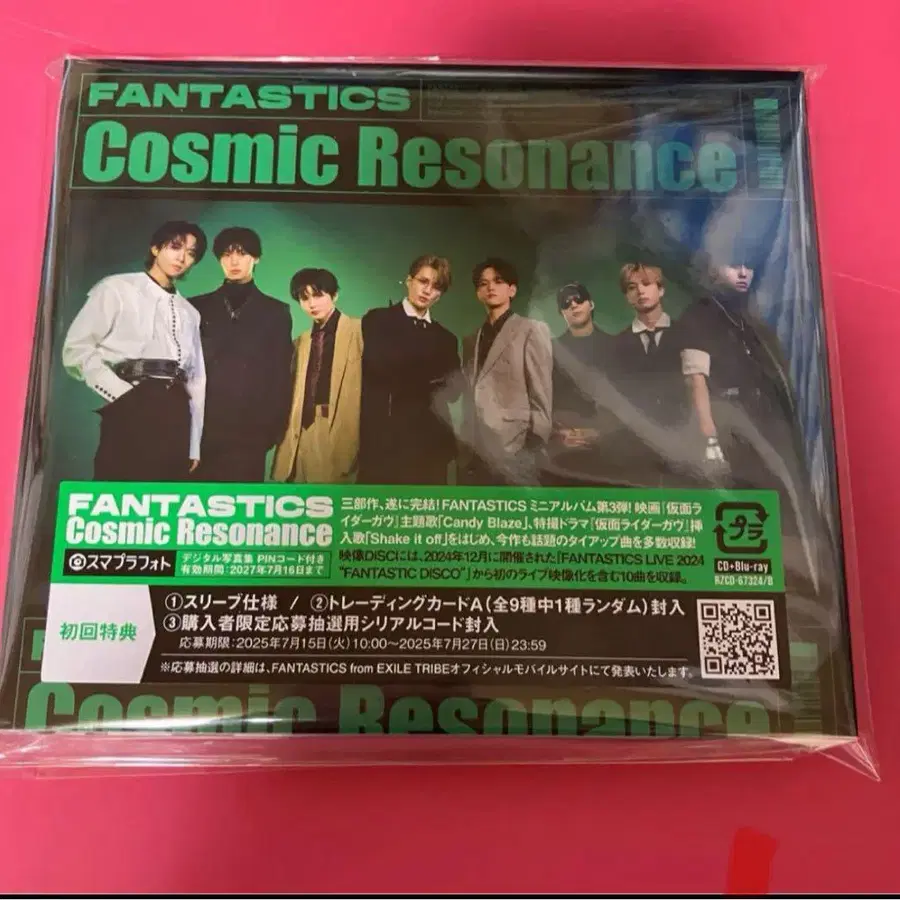 FANTASTICS
Cosmic Resonance
FANTASTICS
Cosmic Resonance
スマプラフォト
デジタル写真集 PINコード付き
有効期間:2027年7月16日まで
三部作、遂に完結! FANTASTICS ミニアルバム第3弾! 映画『仮面ラ
イダーガヴ』主題歌「Candy Blaze」、特撮ドラマ『仮面ライダーガヴ』挿
入歌「Shake it off」をはじめ、今作も話題のタイアップ曲を多数収録!
映像DISCには、2024年12月に開催された「FANTASTICS LIVE 2024
"FANTASTIC DISCO"」から初のライブ映像化を含む10曲を収録。
プラ
CD+Blu-ray
RZCD-67324/B
初回特典
①スリーブ仕様 / ②トレーディングカードA(全9種中1種ランダム)封入
③購入者限定応募抽選用シリアルコード封入
応募期限:2025年7月15日(火)10:00〜2025年7月27日(日)23:59
※応募抽選の詳細は、FANTASTICS from EXILE TRIBEオフィシャルモバイルサイトにて発表いたします。
Cosmic Resonance